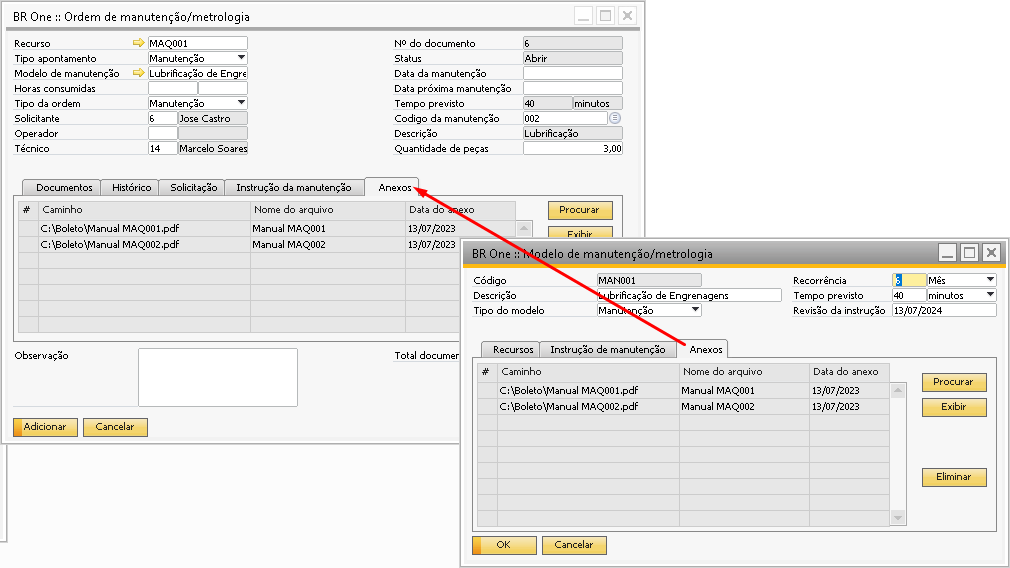 BR One :: Ordem de manutenção/metrologia
Recurso MAQ001 Nº do documento 6
Tipo apontamento Manutenção Status Abrir
Modelo de manutenção Lubrificação de Engre Data da manutenção
Horas consumidas Data próxima manutenção
Tipo da ordem Manutenção Tempo previsto 40 minutos
Solicitante 6 Jose Castro Codigo da manutenção 002
Operador Descrição Lubrificação
Técnico 14 Marcelo Soares Quantidade de peças 3,00
Documentos Histórico Solicitação Instrução da manutenção Anexos
# Caminho Nome do arquivo Data do anexo Procurar
C:\Boleto\Manual MAQ001.pdf Manual MAQ001 13/07/2023 Exibir
C:\Boleto\Manual MAQ002.pdf Manual MAQ002 13/07/2023
Observação Total documen
Adicionar Cancelar
BR One :: Modelo de manutenção/metrologia
Código MAN001 Recorrência 6 Mês
Descrição Lubrificação de Engrenagens Tempo previsto 40 minutos
Tipo do modelo Manutenção Revisão da instrução 13/07/2024
Recursos Instrução de manutenção Anexos
# Caminho Nome do arquivo Data do anexo Procurar
C:\Boleto\Manual MAQ001.pdf Manual MAQ001 13/07/2023
C:\Boleto\Manual MAQ002.pdf Manual MAQ002 13/07/2023 Exibir
Eliminar
OK Cancelar